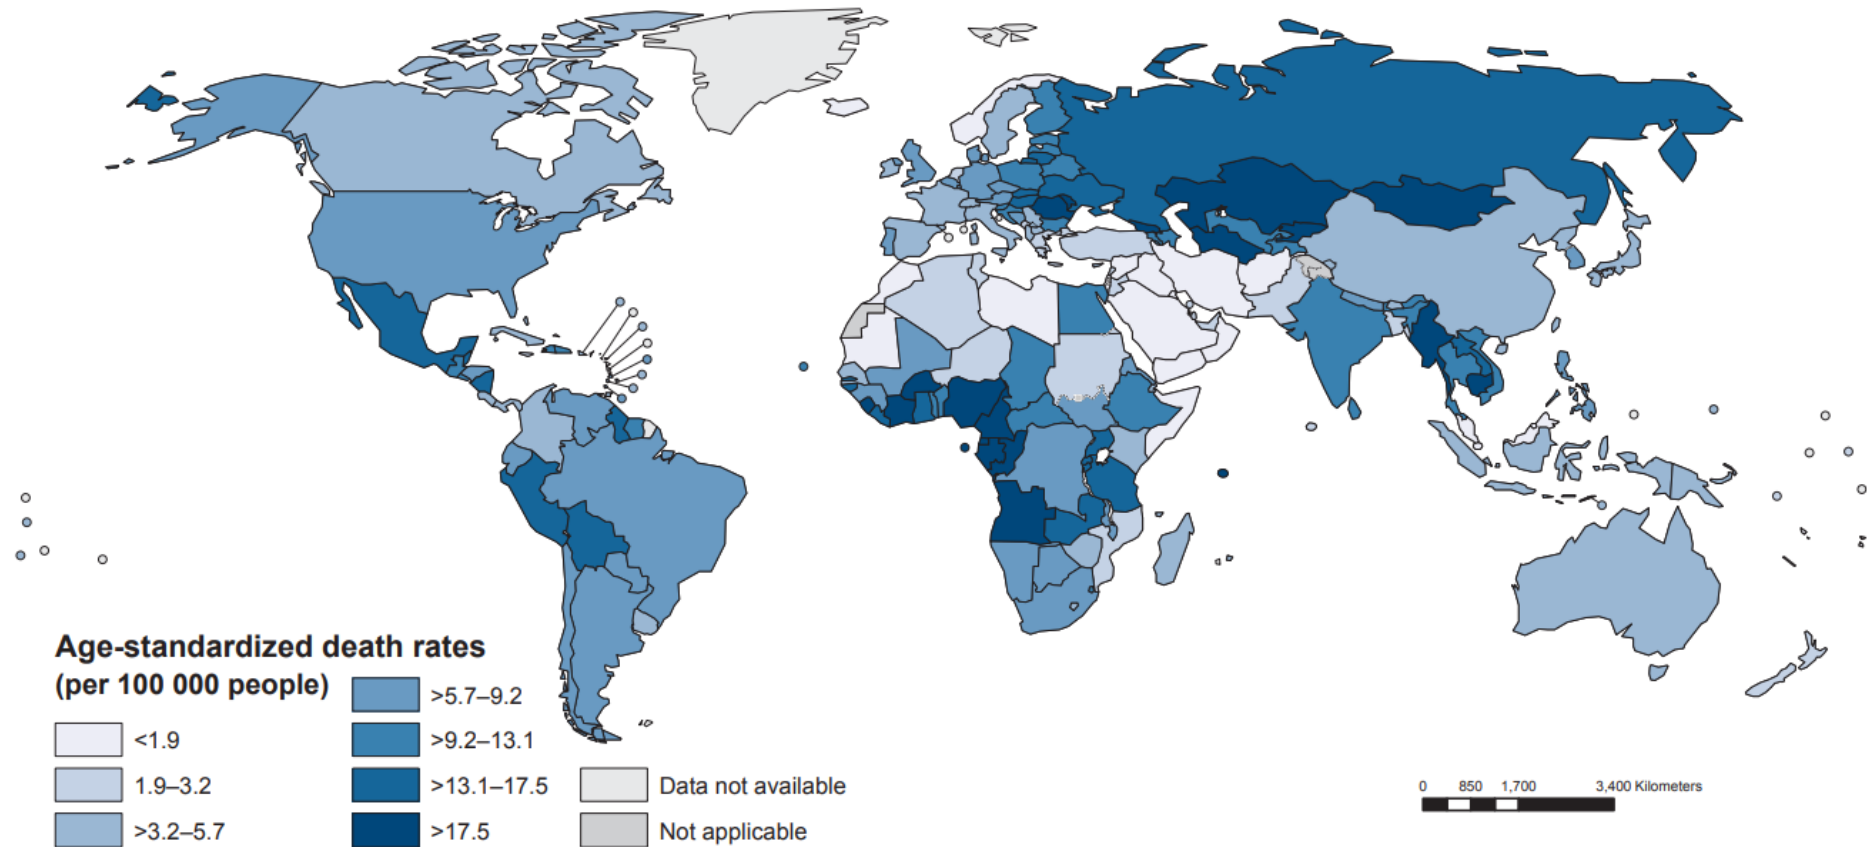 Age-standardized death rates
(per 100 000 people)
<1.9
1.9–3.2
>3.2–5.7
>5.7–9.2
>9.2–13.1
>13.1–17.5
>17.5
Data not available
Not applicable
0 850 1,700 3,400 Kilometers